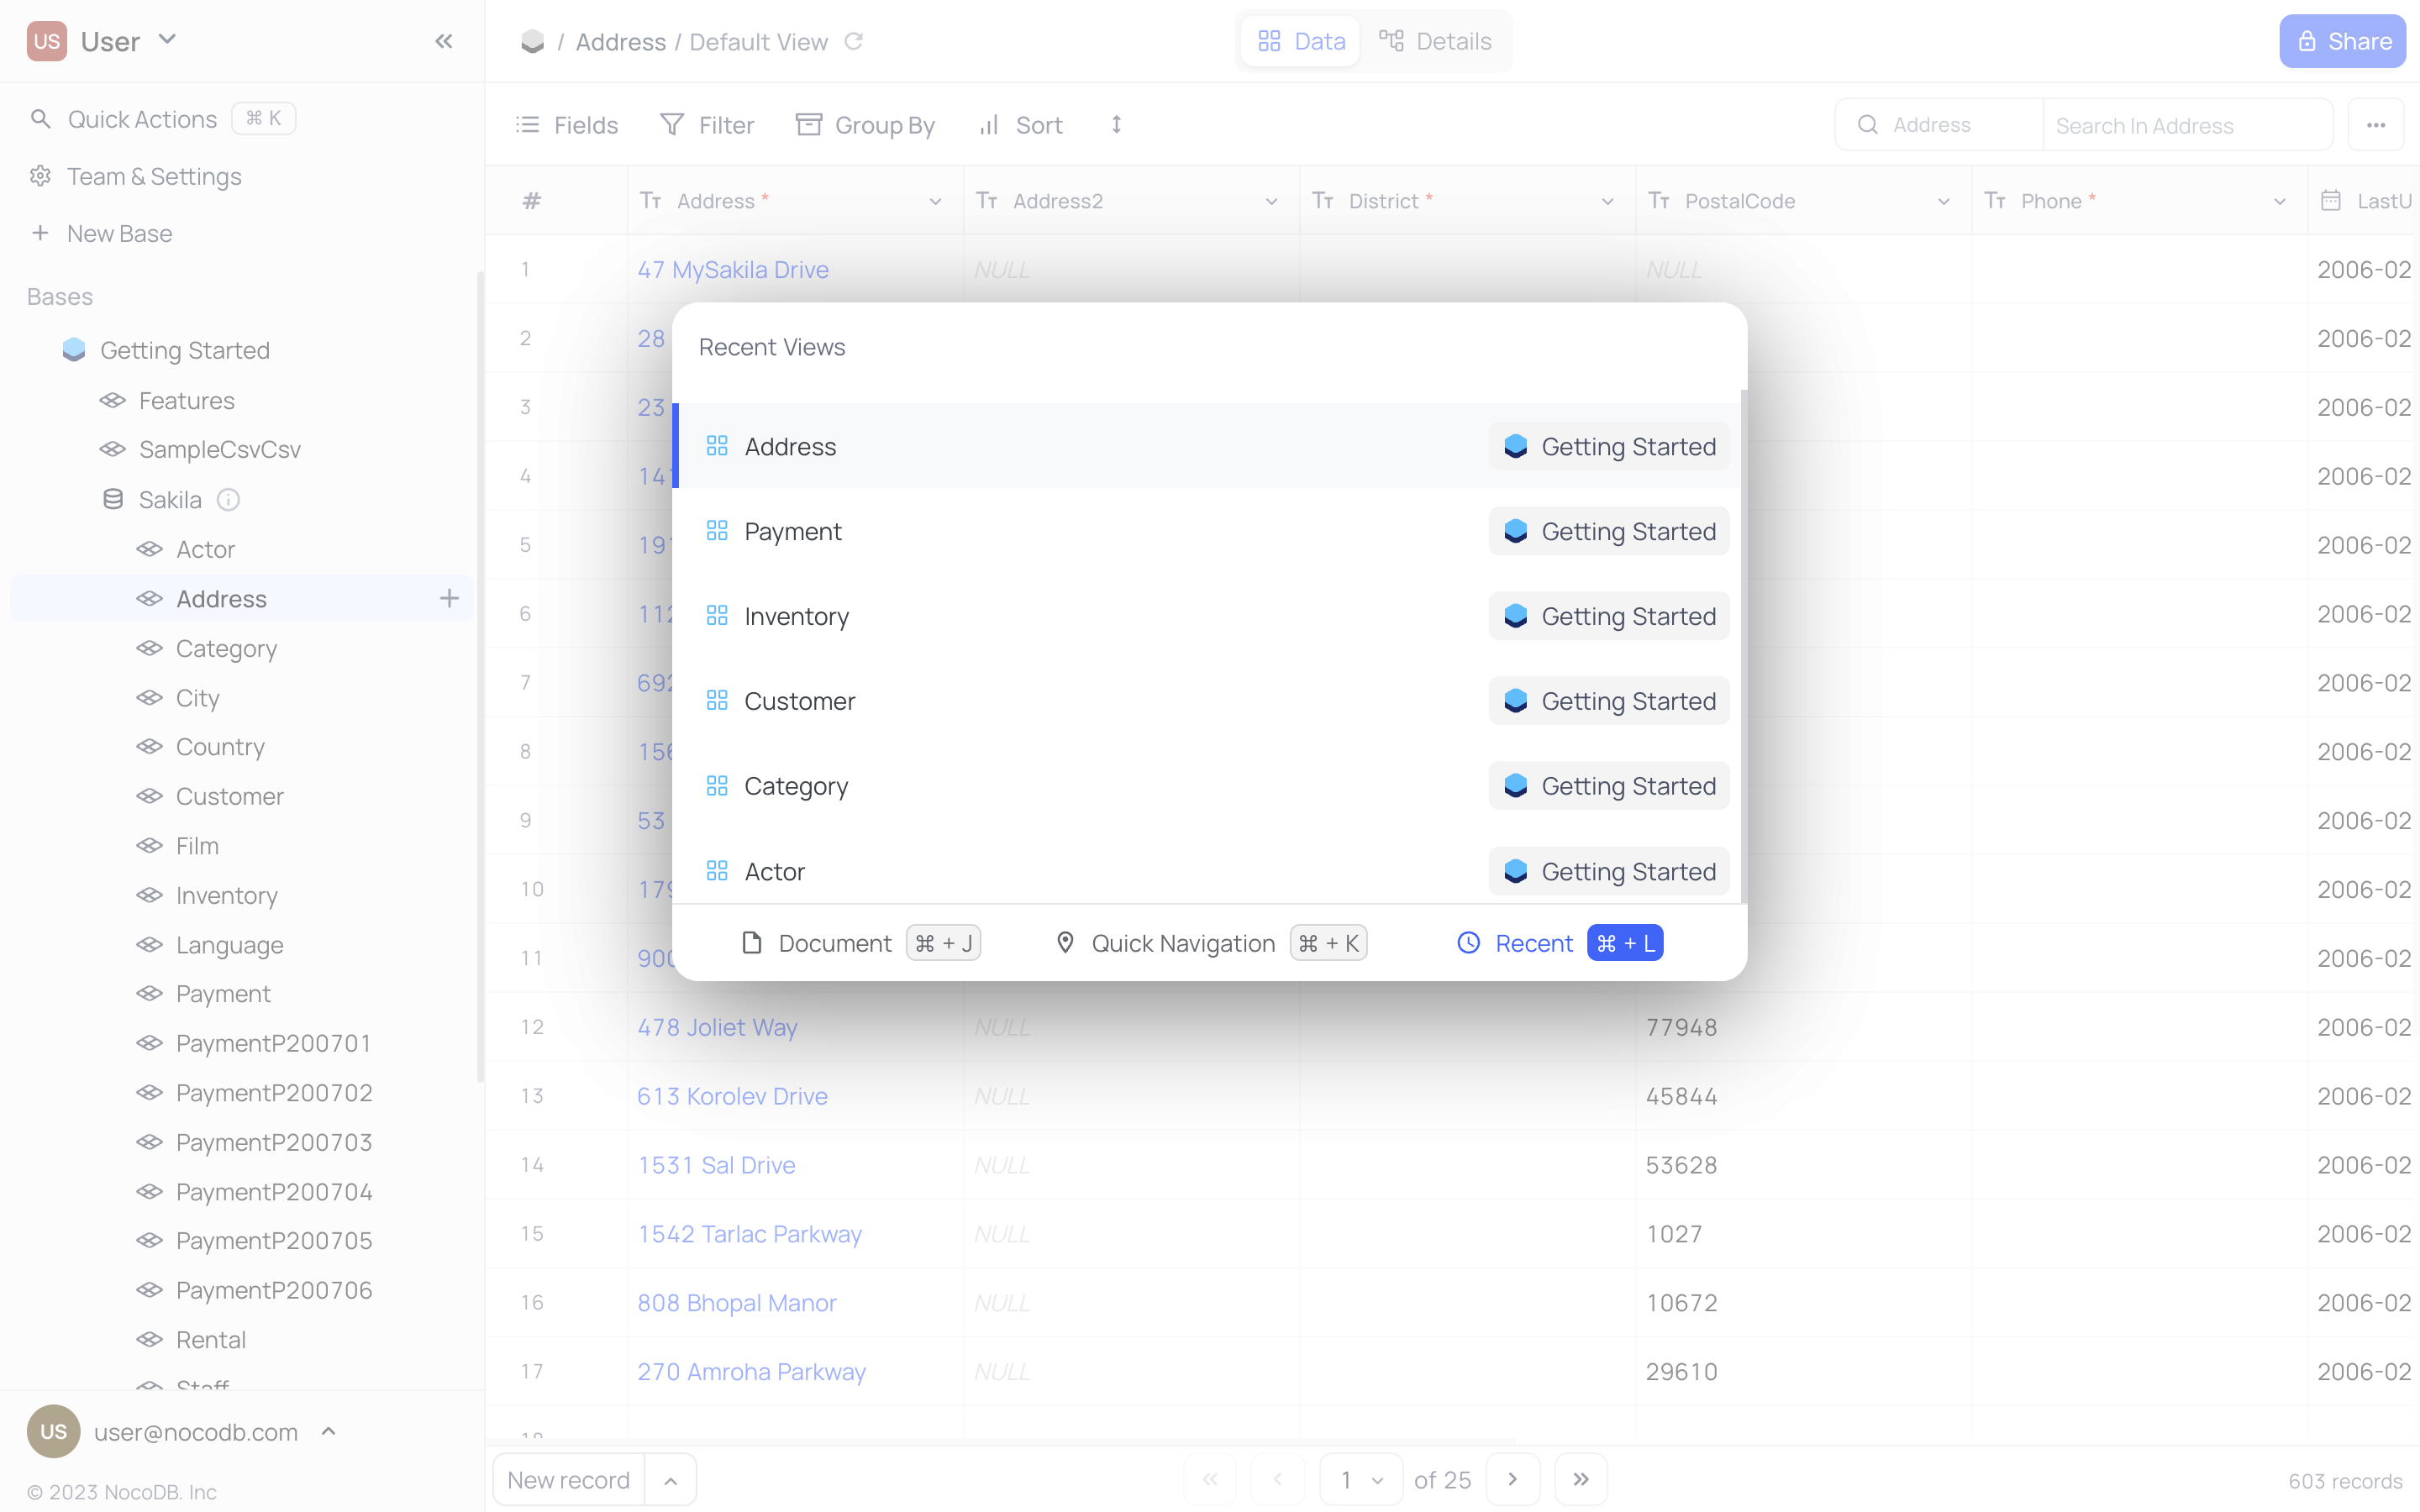 US User
Quick Actions ⌘ K
Team & Settings
New Base
Bases
Getting Started
Features
SampleCsvCsv
Sakila
Actor
Address
Category
City
Country
Customer
Film
Inventory
Language
Payment
PaymentP200701
PaymentP200702
PaymentP200703
PaymentP200704
PaymentP200705
PaymentP200706
Rental
Staff
US user@nocodb.com
© 2023 NocoDB. Inc
/ Address / Default View
Data Details
Share
Fields Filter Group By Sort
Address Search In Address
# Address * Address2 District * PostalCode Phone * LastU
1 47 MySakila Drive NULL NULL 2006-02
2 28 2006-02
3 23 2006-02
4 141 2006-02
5 191 2006-02
6 112 2006-02
7 692 2006-02
8 156 2006-02
9 53 2006-02
10 179 2006-02
11 900 2006-02
12 478 Joliet Way NULL 77948 2006-02
13 613 Korolev Drive NULL 45844 2006-02
14 1531 Sal Drive NULL 53628 2006-02
15 1542 Tarlac Parkway NULL 1027 2006-02
16 808 Bhopal Manor NULL 10672 2006-02
17 270 Amroha Parkway NULL 29610 2006-02
18
Recent Views
Address Getting Started
Payment Getting Started
Inventory Getting Started
Customer Getting Started
Category Getting Started
Actor Getting Started
Document ⌘ + J Quick Navigation ⌘ + K Recent ⌘ + L
New record
1 of 25
603 records